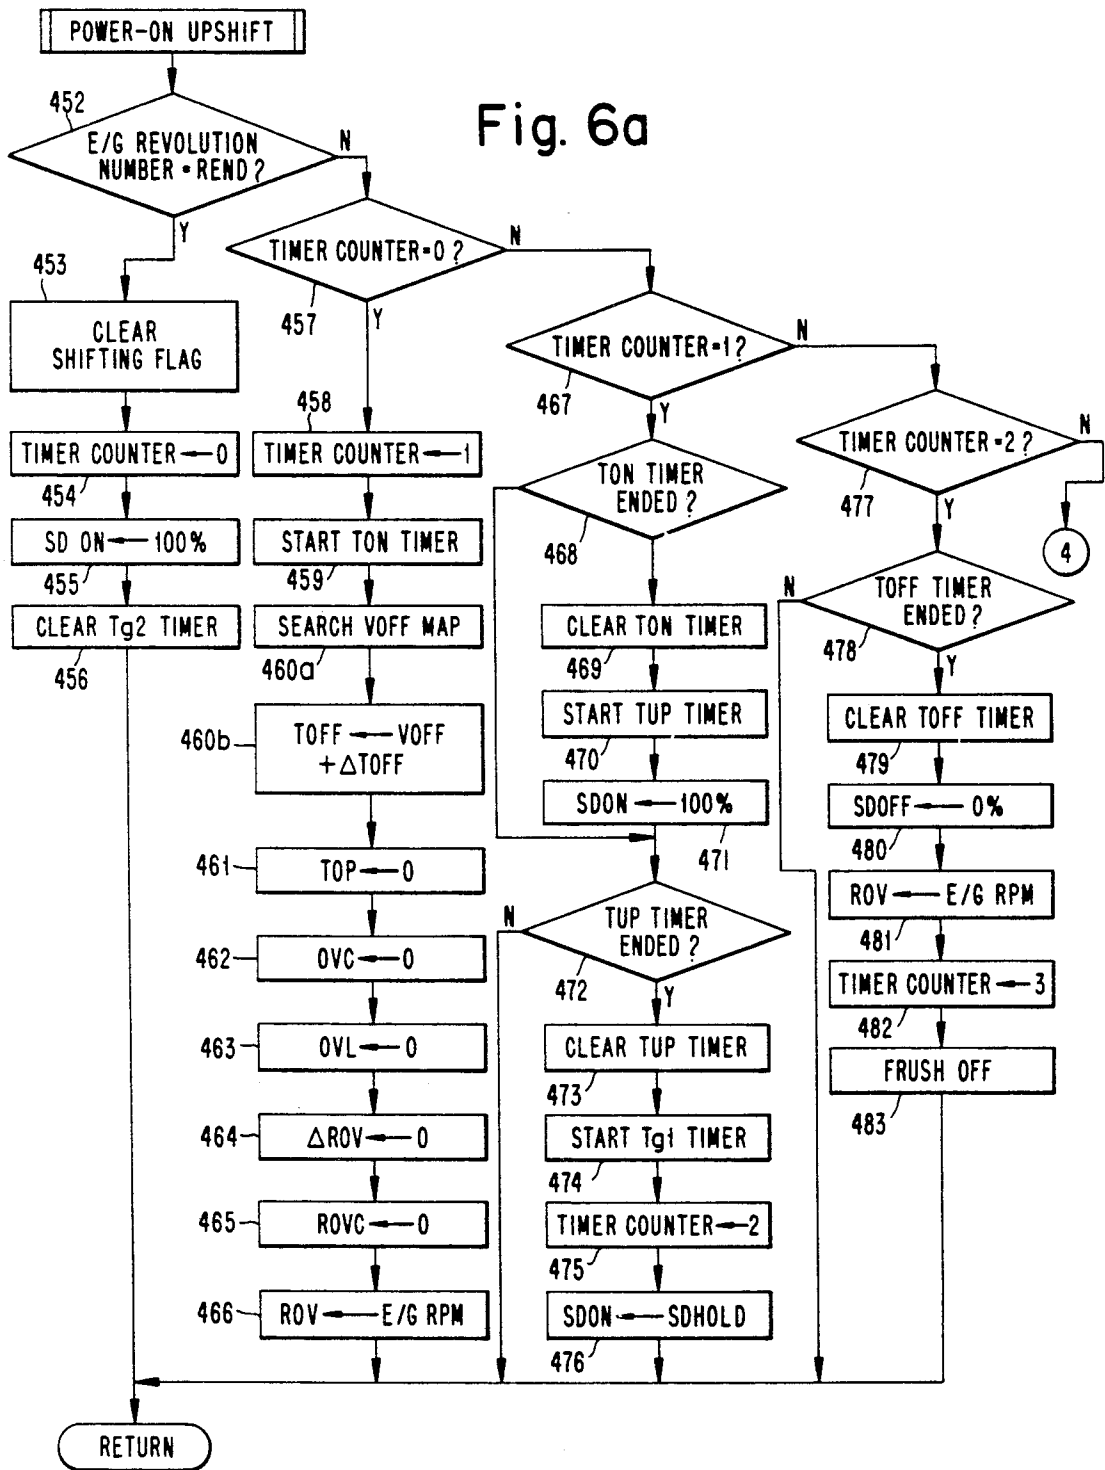 POWER-ON UPSHIFT
Fig. 6a
452
E/G REVOLUTION
NUMBER = REND ?
N
Y
453
CLEAR
SHIFTING FLAG
TIMER COUNTER ← 0
454
SD ON ← 100%
455
CLEAR Tg2 TIMER
456
TIMER COUNTER = 0 ?
N
457
Y
458
TIMER COUNTER ← 1
START TON TIMER
459
SEARCH VOFF MAP
460a
460b
TOFF ← VOFF
+ △TOFF
461
TOP ← 0
462
OVC ← 0
463
OVL ← 0
464
△ROV ← 0
465
ROVC ← 0
466
ROV ← E/G RPM
TIMER COUNTER = 1 ?
N
467
Y
TON TIMER
ENDED ?
468
CLEAR TON TIMER
469
START TUP TIMER
470
SDON ← 100%
471
TUP TIMER
ENDED ?
N
472
Y
CLEAR TUP TIMER
473
START Tg1 TIMER
474
TIMER COUNTER ← 2
475
SDON ← SDHOLD
476
TIMER COUNTER = 2 ?
N
477
Y
4
TOFF TIMER
ENDED ?
N
478
Y
CLEAR TOFF TIMER
479
SDOFF ← 0%
480
ROV ← E/G RPM
481
TIMER COUNTER ← 3
482
FRUSH OFF
483
RETURN